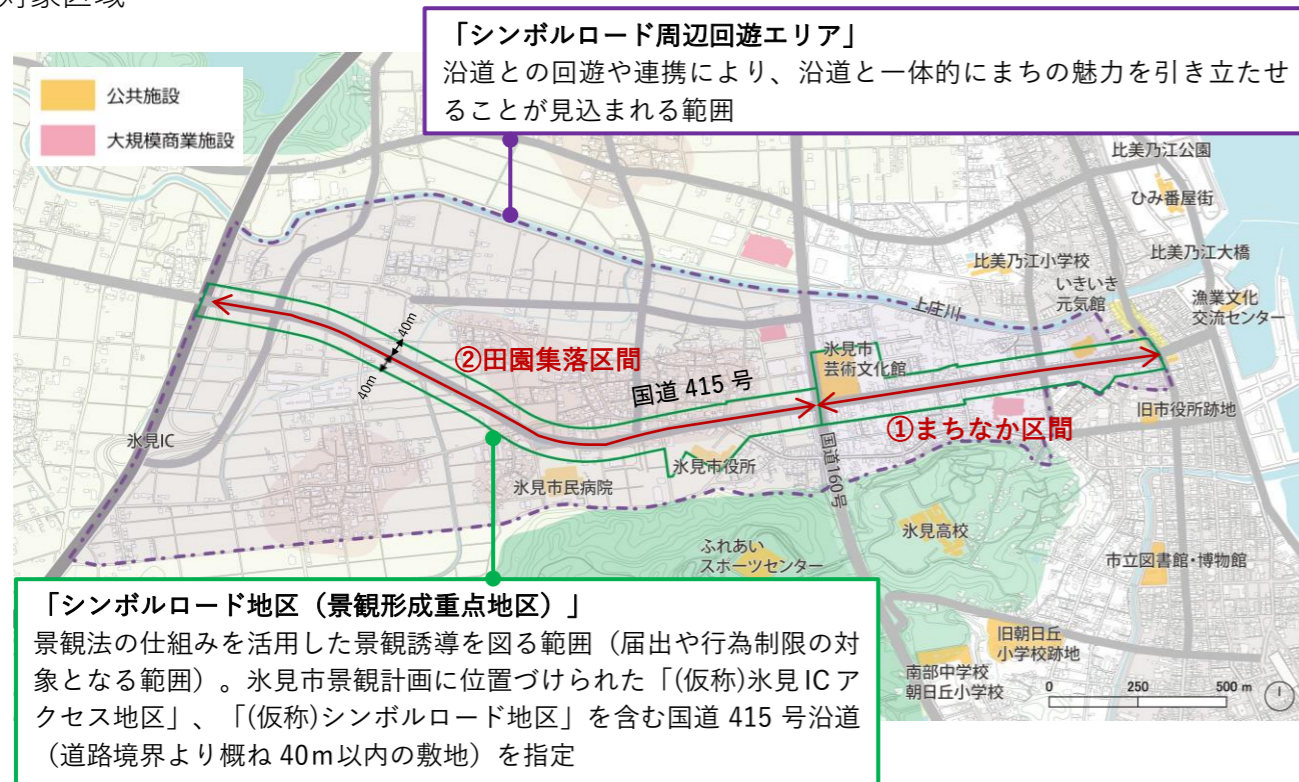 対象区域
「シンボルロード周辺回遊エリア」
沿道との回遊や連携により、沿道と一体的にまちの魅力を引き立たせ
ることが見込まれる範囲
公共施設
大規模商業施設
比美乃江公園
ひみ番屋街
比美乃江大橋
比美乃江小学校
いきいき
元気館
漁業文化
交流センター
上庄川
氷見市
芸術文化館
40m
40m
②田園集落区間
国道 415 号
①まちなか区間
旧市役所跡地
氷見IC
氷見市役所
国道160号
氷見市民病院
氷見高校
ふれあい
スポーツセンター
市立図書館・博物館
旧朝日丘
小学校跡地
南部中学校
朝日丘小学校
0 250 500 m
「シンボルロード地区（景観形成重点地区）」
景観法の仕組みを活用した景観誘導を図る範囲（届出や行為制限の対
象となる範囲）。氷見市景観計画に位置づけられた「(仮称)氷見 IC ア
クセス地区」、「(仮称)シンボルロード地区」を含む国道 415 号沿道
（道路境界より概ね 40ｍ以内の敷地）を指定